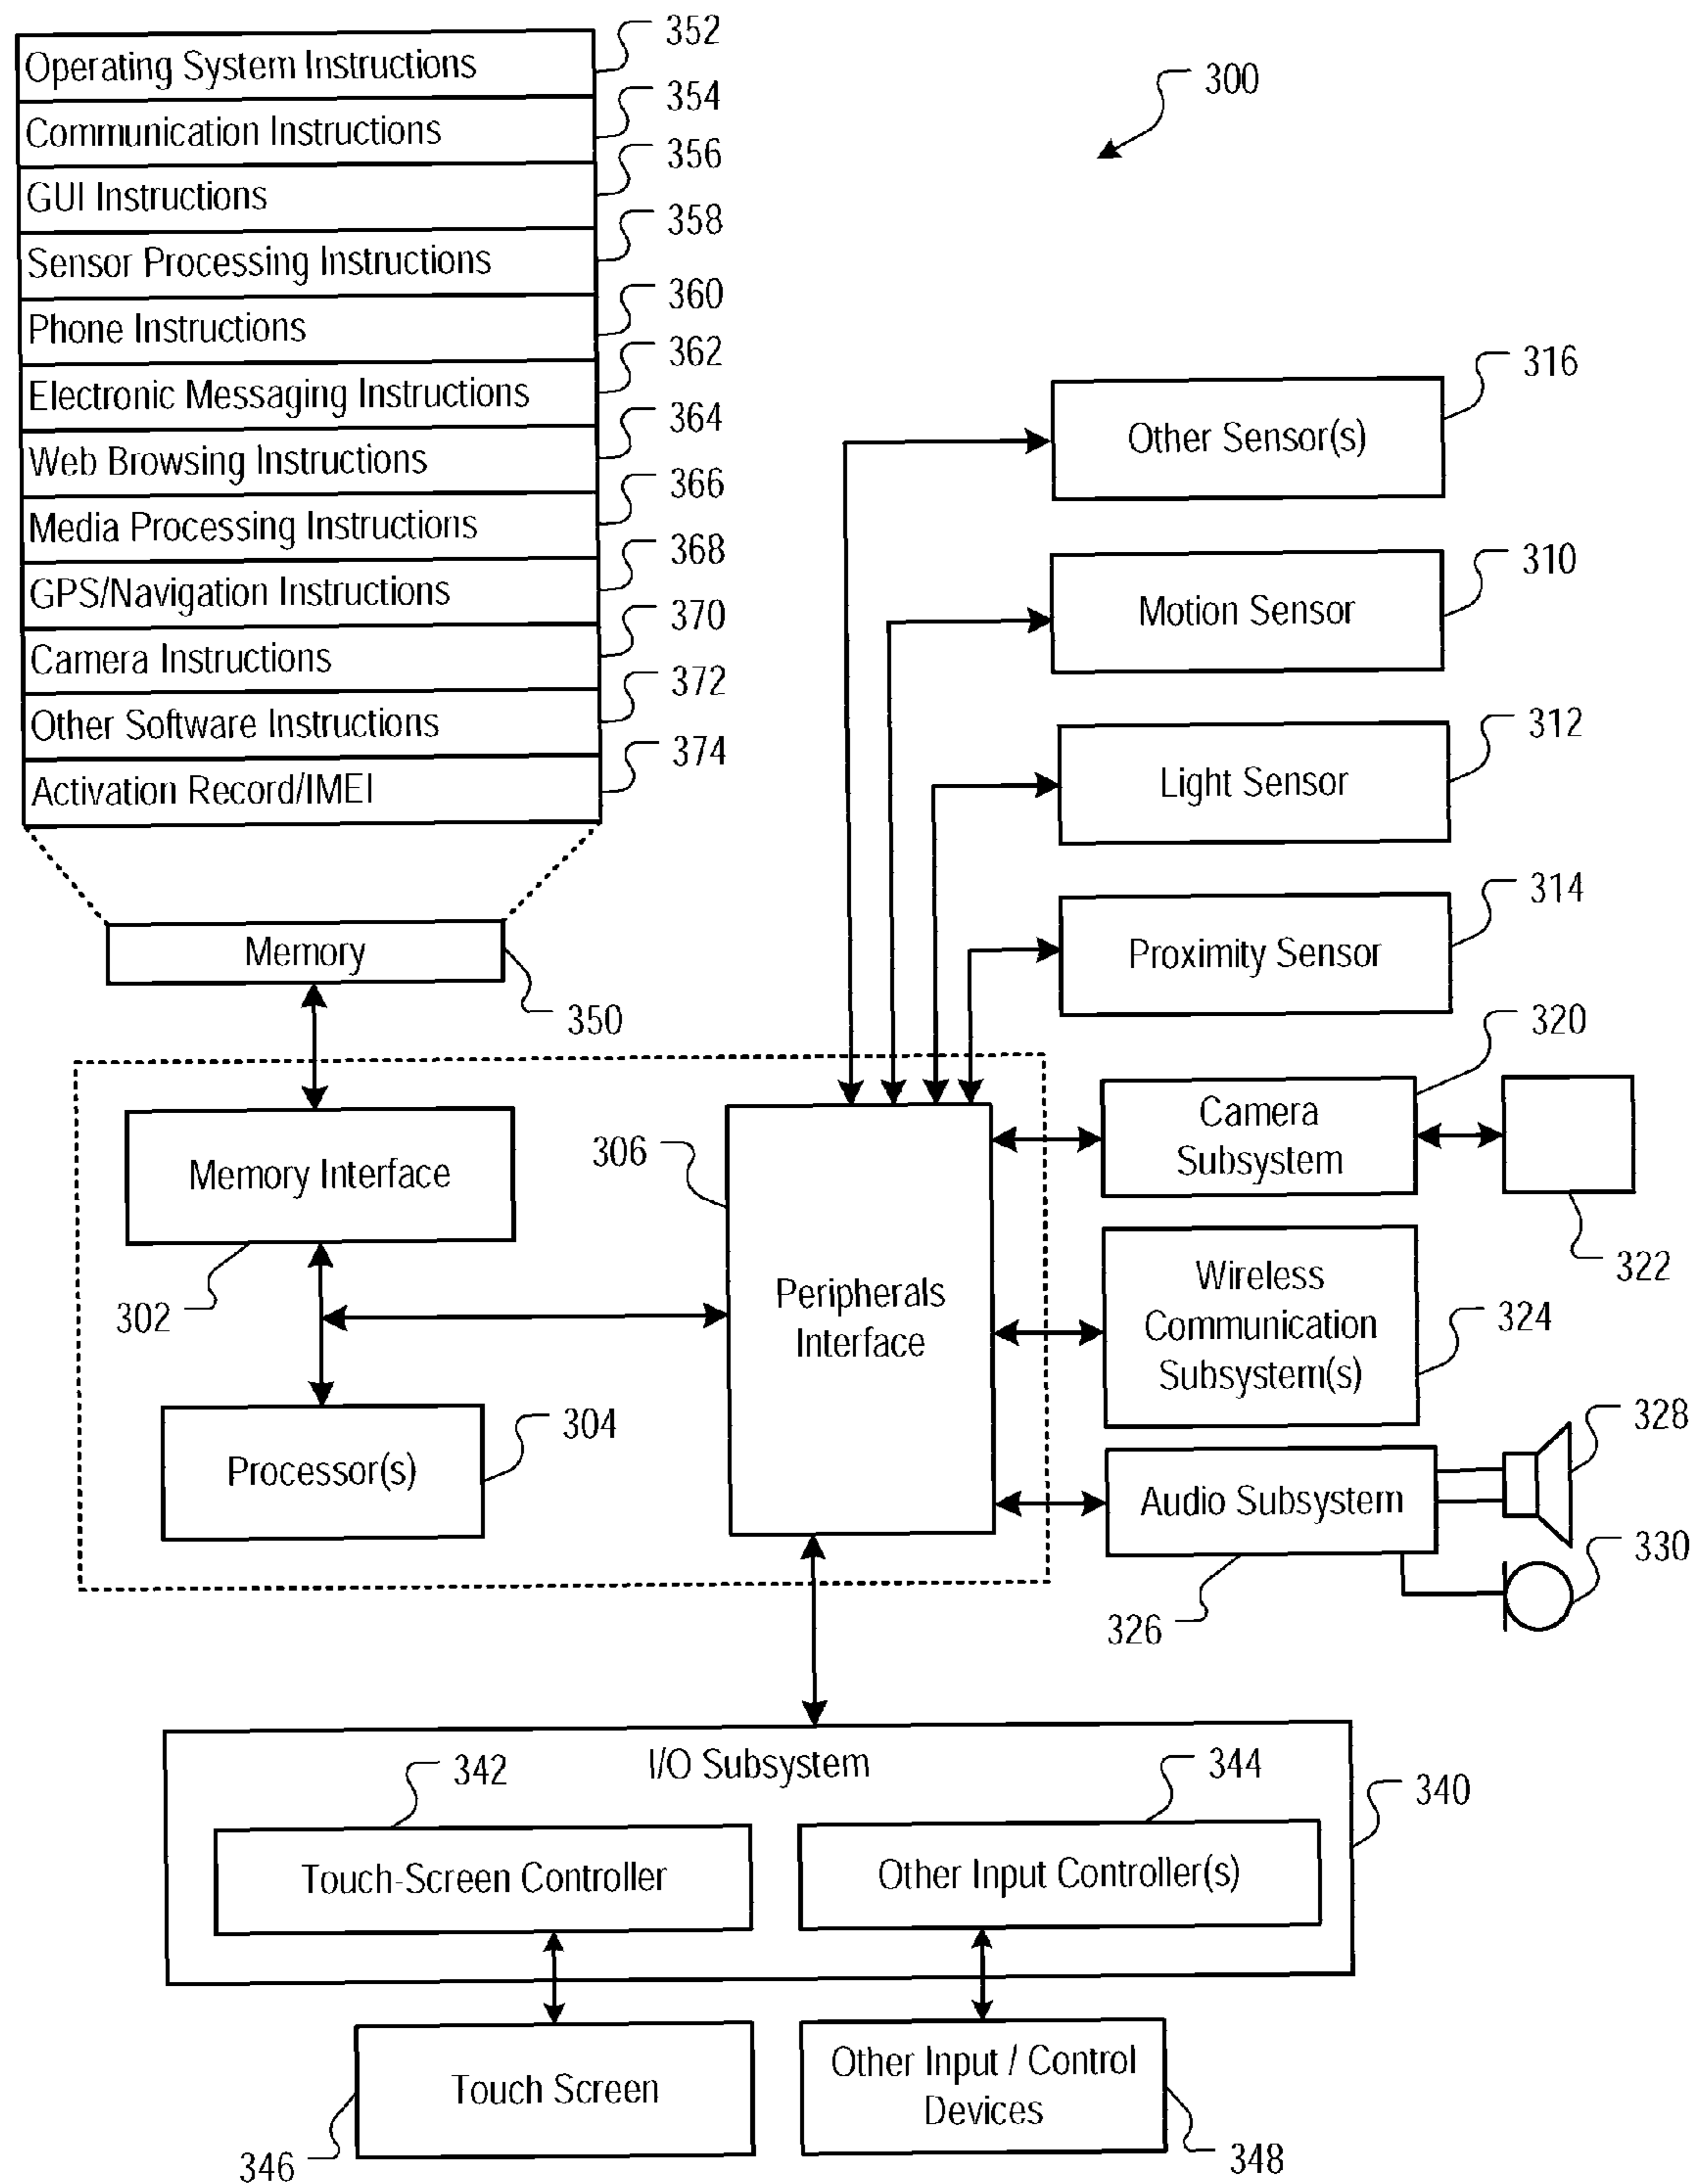 352
Operating System Instructions
300
354
Communication Instructions
356
GUI Instructions
358
Sensor Processing Instructions
360
Phone Instructions
362
Electronic Messaging Instructions
364
Web Browsing Instructions
366
Media Processing Instructions
368
GPS/Navigation Instructions
370
Camera Instructions
372
Other Software Instructions
374
Activation Record/IMEI
Memory
350
316
Other Sensor(s)
310
Motion Sensor
312
Light Sensor
314
Proximity Sensor
320
Camera
Subsystem
322
306
Memory Interface
302
Peripherals
Interface
Wireless
Communication
Subsystem(s)
324
304
Processor(s)
328
Audio Subsystem
330
326
I/O Subsystem
342
344
340
Touch-Screen Controller
Other Input Controller(s)
Touch Screen
346
Other Input / Control
Devices
348